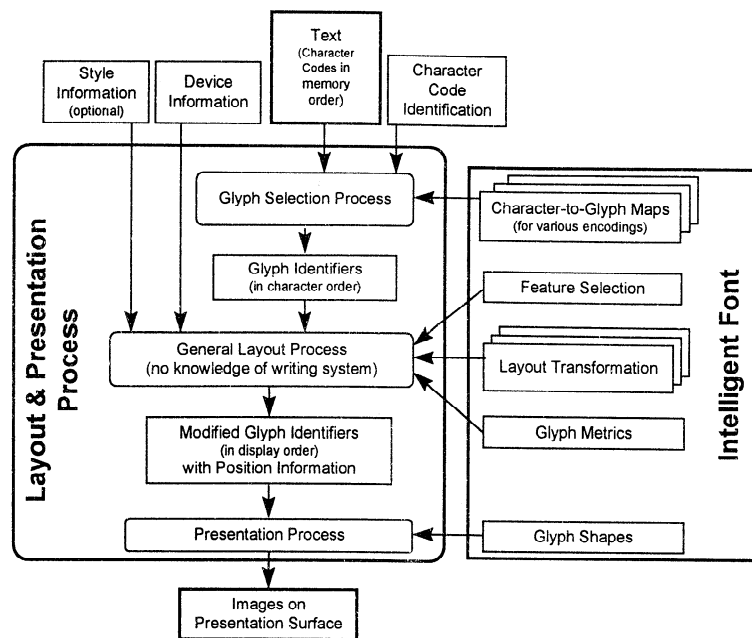 Text
(Character
Codes in
memory
order)
Style
Information
(optional)
Device
Information
Character
Code
Identification
Layout & Presentation
Process
Glyph Selection Process
Glyph Identifiers
(in character order)
General Layout Process
(no knowledge of writing system)
Modified Glyph Identifiers
(in display order)
with Position Information
Presentation Process
Images on
Presentation Surface
Character-to-Glyph Maps
(for various encodings)
Feature Selection
Layout Transformation
Glyph Metrics
Glyph Shapes
Intelligent Font